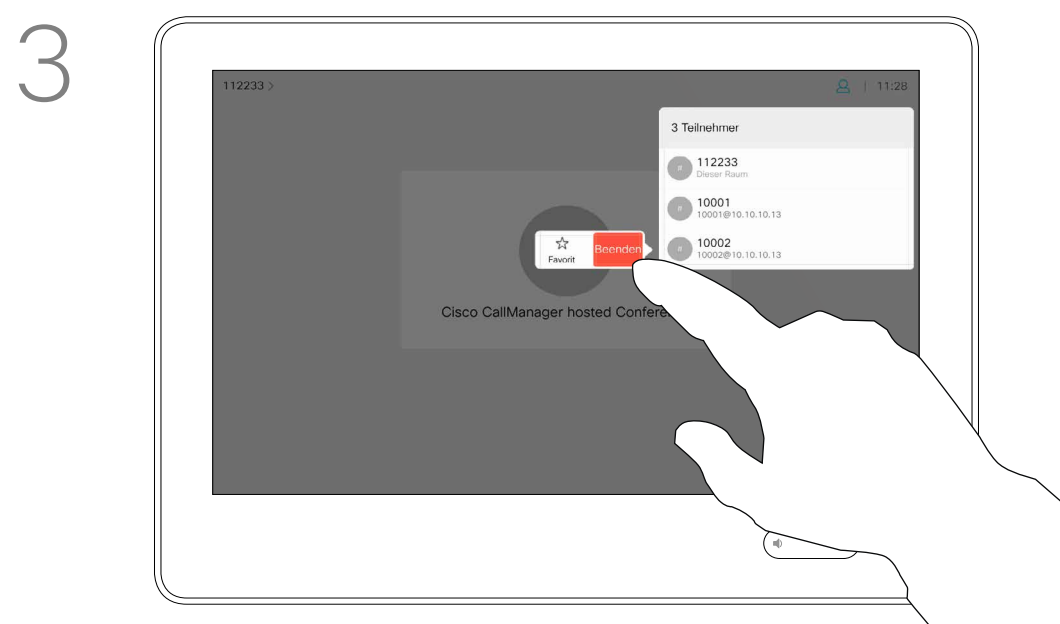 3
112233 >
| 11:28
3 Teilnehmer
# 112233
Dieser Raum
# 10001
10001@10.10.10.13
# 10002
10002@10.10.10.13
Favorit
Beenden
Cisco CallManager hosted Confere